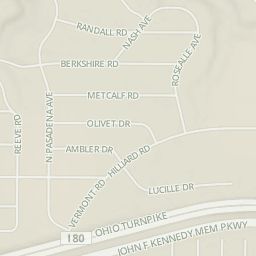 RANDALL RD
NASH AVE
ROSEALLE AVE
BERKSHIRE RD
METCALF RD
N PASADENA AVE
REEVE RD
OLIVET DR
AMBLER DR
HILLIARD RD
VERMONT RD
LUCILLE DR
OHIO TURNPIKE
I 80
JOHN F KENNEDY MEM PKWY